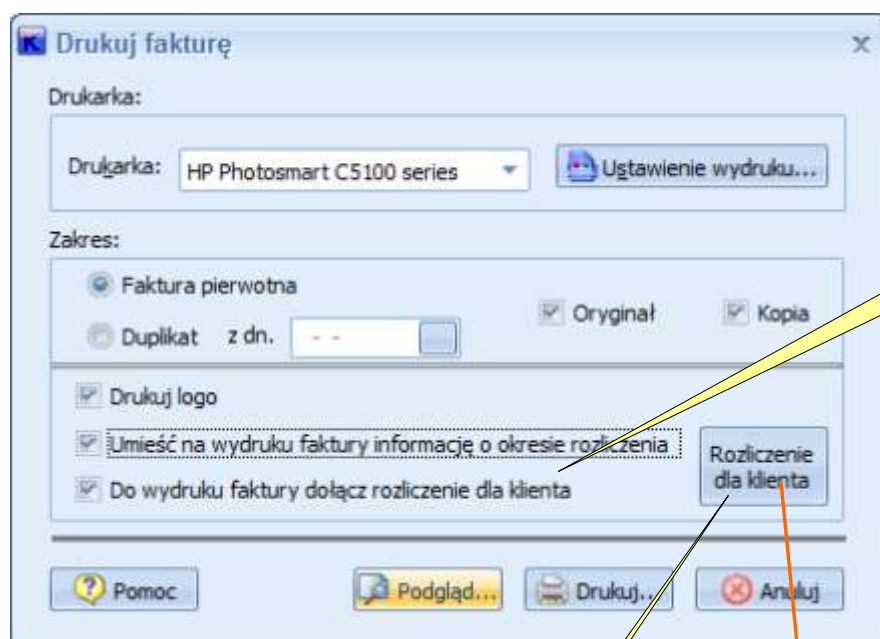 K Drukuj fakturę x
Drukarka:
Drukarka: HP Photosmart C5100 series Ustawienie wydruku...
Zakres:
Faktura pierwotna
Oryginał Kopia
Duplikat z dn. - -
Drukuj logo
Umieść na wydruku faktury informację o okresie rozliczenia
Rozliczenie
dla klienta
Do wydruku faktury dołącz rozliczenie dla klienta
? Pomoc Podgląd... Drukuj... Anuluj